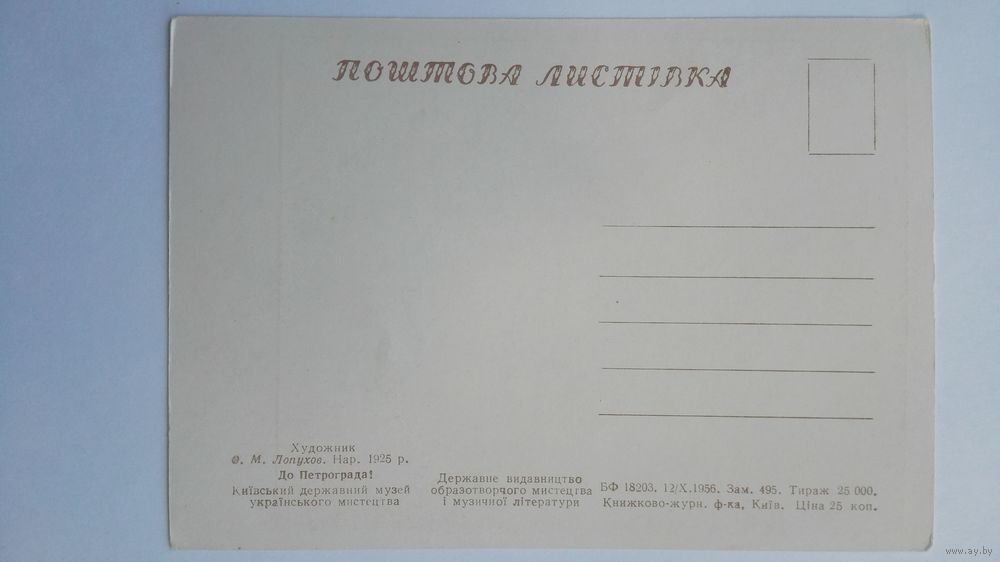 ПОШТОВА ЛИСТІВКА
Художник
О. М. Лопухов. Нар. 1925 р.
До Петрограда!
Київський державний музей
українського мистецтва
Державне видавництво
образотворчого мистецтва
і музичної літератури
БФ 18203. 12/X.1956. Зам. 495. Тираж 25 000.
Книжково-журн. ф-ка, Київ. Ціна 25 коп.
www.ay.by